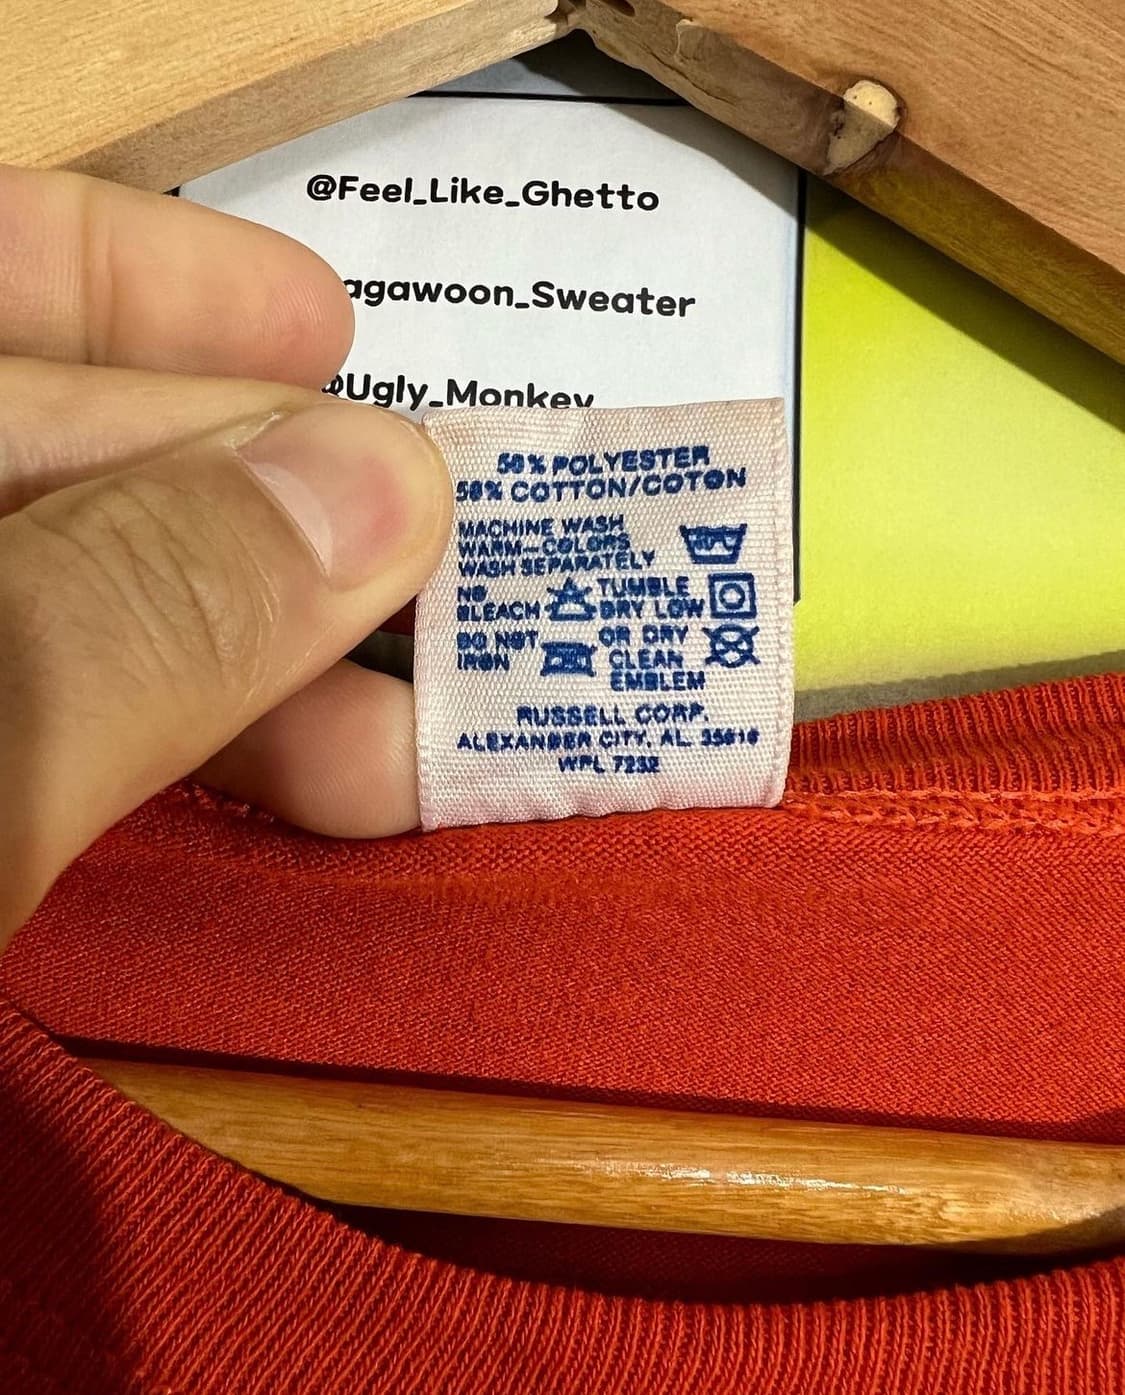 @Feel_Like_Ghetto
agawoon_Sweater
@Ugly_Monkey
50% POLYESTER
50% COTTON/COTON
MACHINE WASH
WARM-COLORS
WASH SEPARATELY
NO
BLEACH
TUMBLE
DRY LOW
DO NOT
IRON
OR DRY
CLEAN
EMBLEM
RUSSELL CORP.
ALEXANDER CITY, AL 35010
WPL 7232